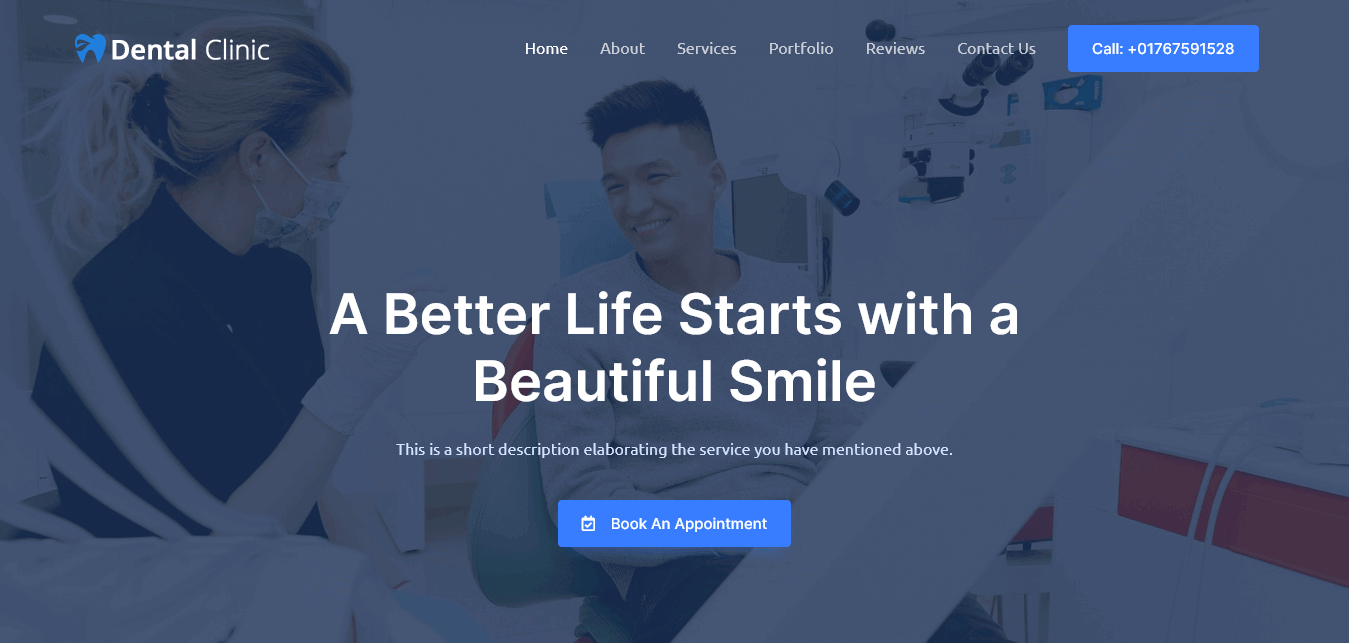 Dental Clinic
Home About Services Portfolio Reviews Contact Us Call: +01767591528
A Better Life Starts with a
Beautiful Smile
This is a short description elaborating the service you have mentioned above.
Book An Appointment